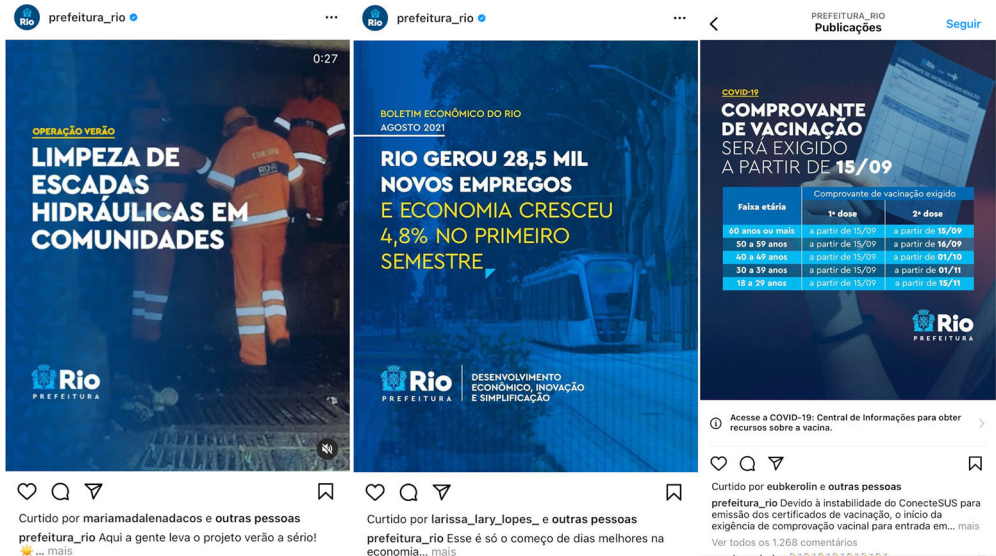 prefeitura_rio
0:27
OPERAÇÃO VERÃO
LIMPEZA DE
ESCADAS
HIDRÁULICAS EM
COMUNIDADES
Rio
PREFEITURA
Curtido por mariamadalenadacos e outras pessoas
prefeitura_rio Aqui a gente leva o projeto verão a sério!
☀️... mais
prefeitura_rio
BOLETIM ECONÔMICO DO RIO
AGOSTO 2021
RIO GEROU 28,5 MIL
NOVOS EMPREGOS
E ECONOMIA CRESCEU
4,8% NO PRIMEIRO
SEMESTRE
Rio
PREFEITURA
DESENVOLVIMENTO
ECONÔMICO, INOVAÇÃO
E SIMPLIFICAÇÃO
Curtido por larissa_lary_lopes_ e outras pessoas
prefeitura_rio Esse é só o começo de dias melhores na
economia... mais
PREFEITURA_RIO
Publicações
Seguir
COMPROVANTE DE VACINAÇÃO DO ADULTO
COVID-19
COMPROVANTE
DE VACINAÇÃO
SERÁ EXIGIDO
A PARTIR DE 15/09
Faixa etária
Comprovante de vacinação exigido
1ª dose 2ª dose
60 anos ou mais a partir de 15/09 a partir de 15/09
50 a 59 anos a partir de 15/09 a partir de 16/09
40 a 49 anos a partir de 15/09 a partir de 01/10
30 a 39 anos a partir de 15/09 a partir de 01/11
18 a 29 anos a partir de 15/09 a partir de 15/11
Rio
PREFEITURA
Acesse a COVID-19: Central de Informações para obter
recursos sobre a vacina.
Curtido por eubkerolin e outras pessoas
prefeitura_rio Devido à instabilidade do ConecteSUS para
emissão dos certificados de vacinação, o início da
exigência de comprovação vacinal para entrada em... mais
Ver todos os 1.268 comentários